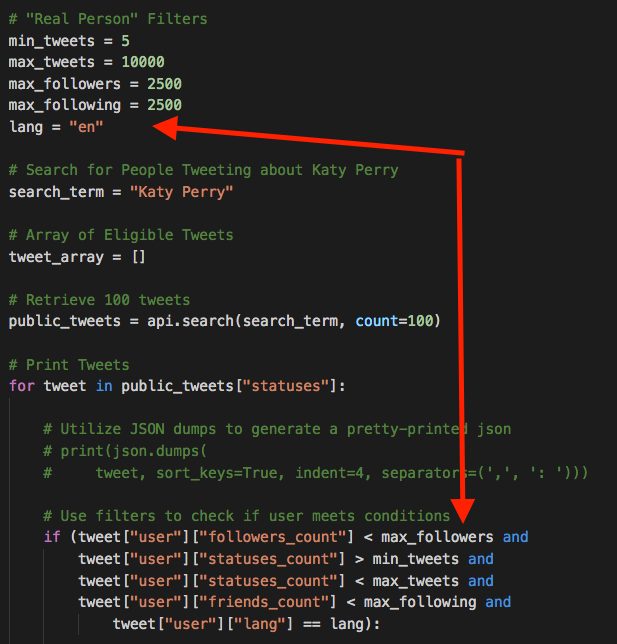 # "Real Person" Filters
min_tweets = 5
max_tweets = 10000
max_followers = 2500
max_following = 2500
lang = "en"
# Search for People Tweeting about Katy Perry
search_term = "Katy Perry"
# Array of Eligible Tweets
tweet_array = []
# Retrieve 100 tweets
public_tweets = api.search(search_term, count=100)
# Print Tweets
for tweet in public_tweets["statuses"]:
# Utilize JSON dumps to generate a pretty-printed json
# print(json.dumps(
#     tweet, sort_keys=True, indent=4, separators=(',', ': ')))
# Use filters to check if user meets conditions
if (tweet["user"]["followers_count"] < max_followers and
tweet["user"]["statuses_count"] > min_tweets and
tweet["user"]["statuses_count"] < max_tweets and
tweet["user"]["friends_count"] < max_following and
tweet["user"]["lang"] == lang):